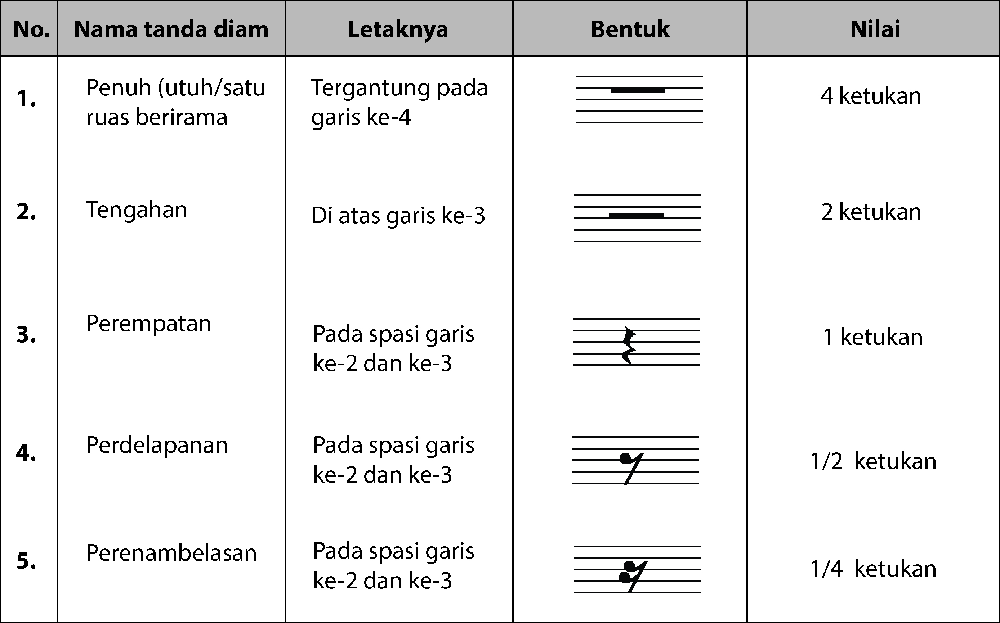 No. Nama tanda diam Letaknya Bentuk Nilai
1. Penuh (utuh/satu ruas berirama Tergantung pada garis ke-4 4 ketukan
2. Tengahan Di atas garis ke-3 2 ketukan
3. Perempatan Pada spasi garis ke-2 dan ke-3 1 ketukan
4. Perdelapanan Pada spasi garis ke-2 dan ke-3 1/2 ketukan
5. Perenambelasan Pada spasi garis ke-2 dan ke-3 1/4 ketukan